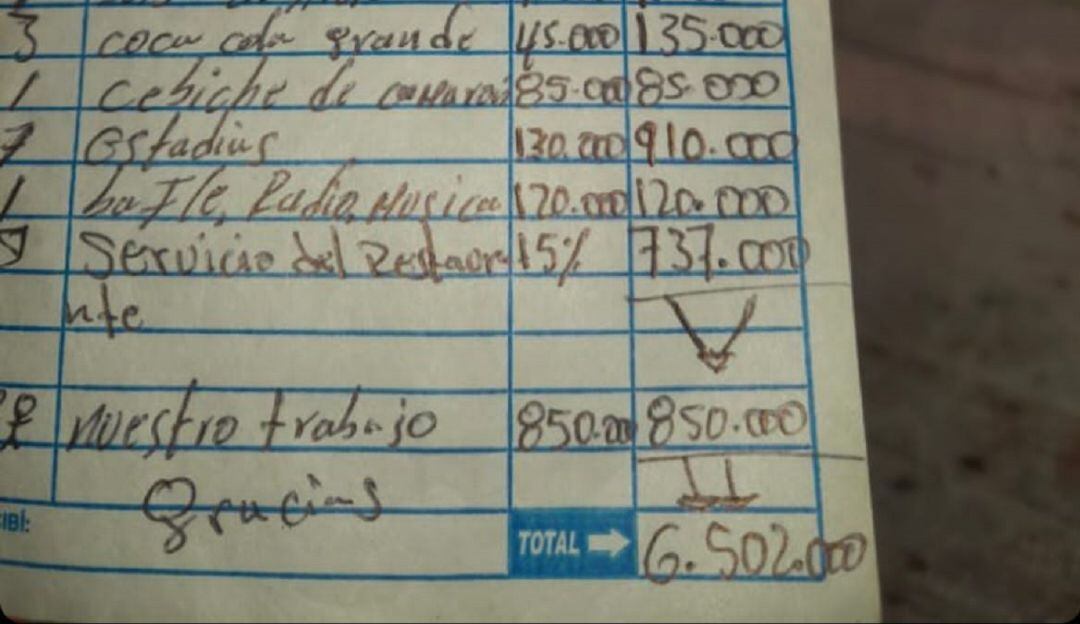 3 coca cola grande 45.000 135.000
1 cebiche de 85.000 85.000
7 estadius 130.000 910.000
1 bafle, Radio, Musica 120.000 120.000
Servicio del Restaura 15% 737.000
nte
nuestro trabajo 850.000 850.000
Gracias
TOTAL 6.502.000